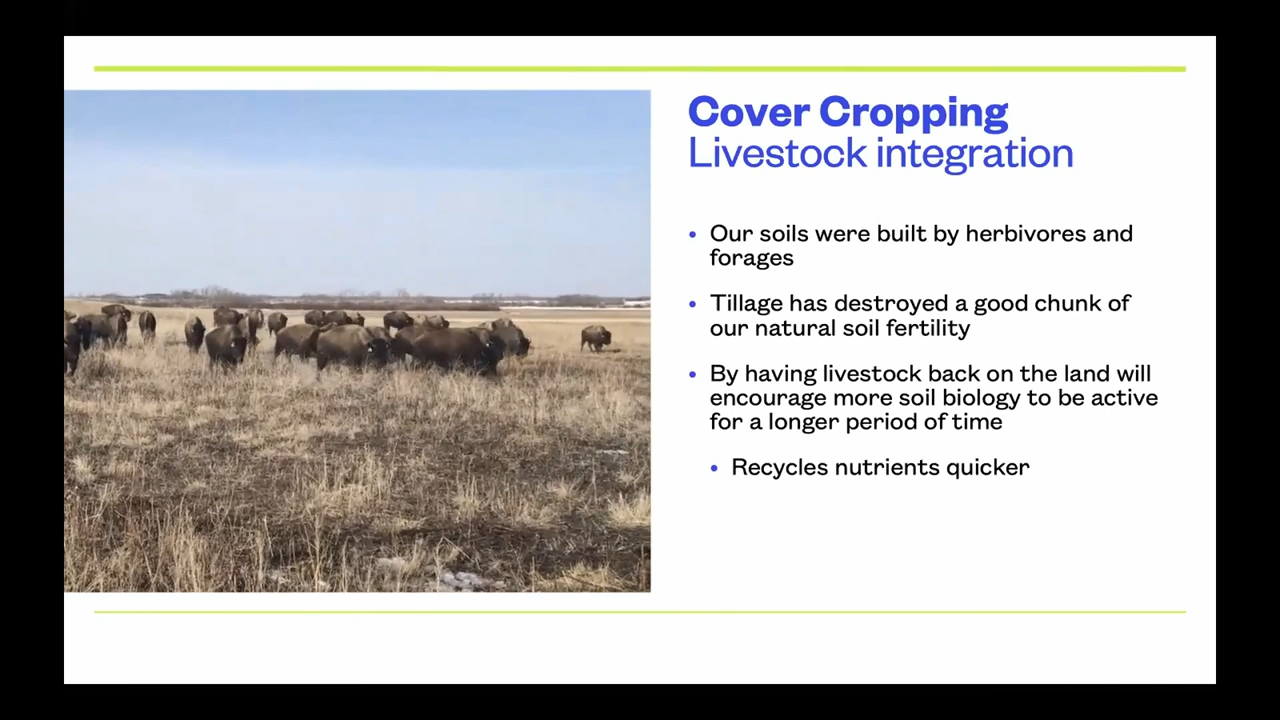 Cover Cropping
Livestock integration
• Our soils were built by herbivores and
forages
• Tillage has destroyed a good chunk of
our natural soil fertility
• By having livestock back on the land will
encourage more soil biology to be active
for a longer period of time
• Recycles nutrients quicker